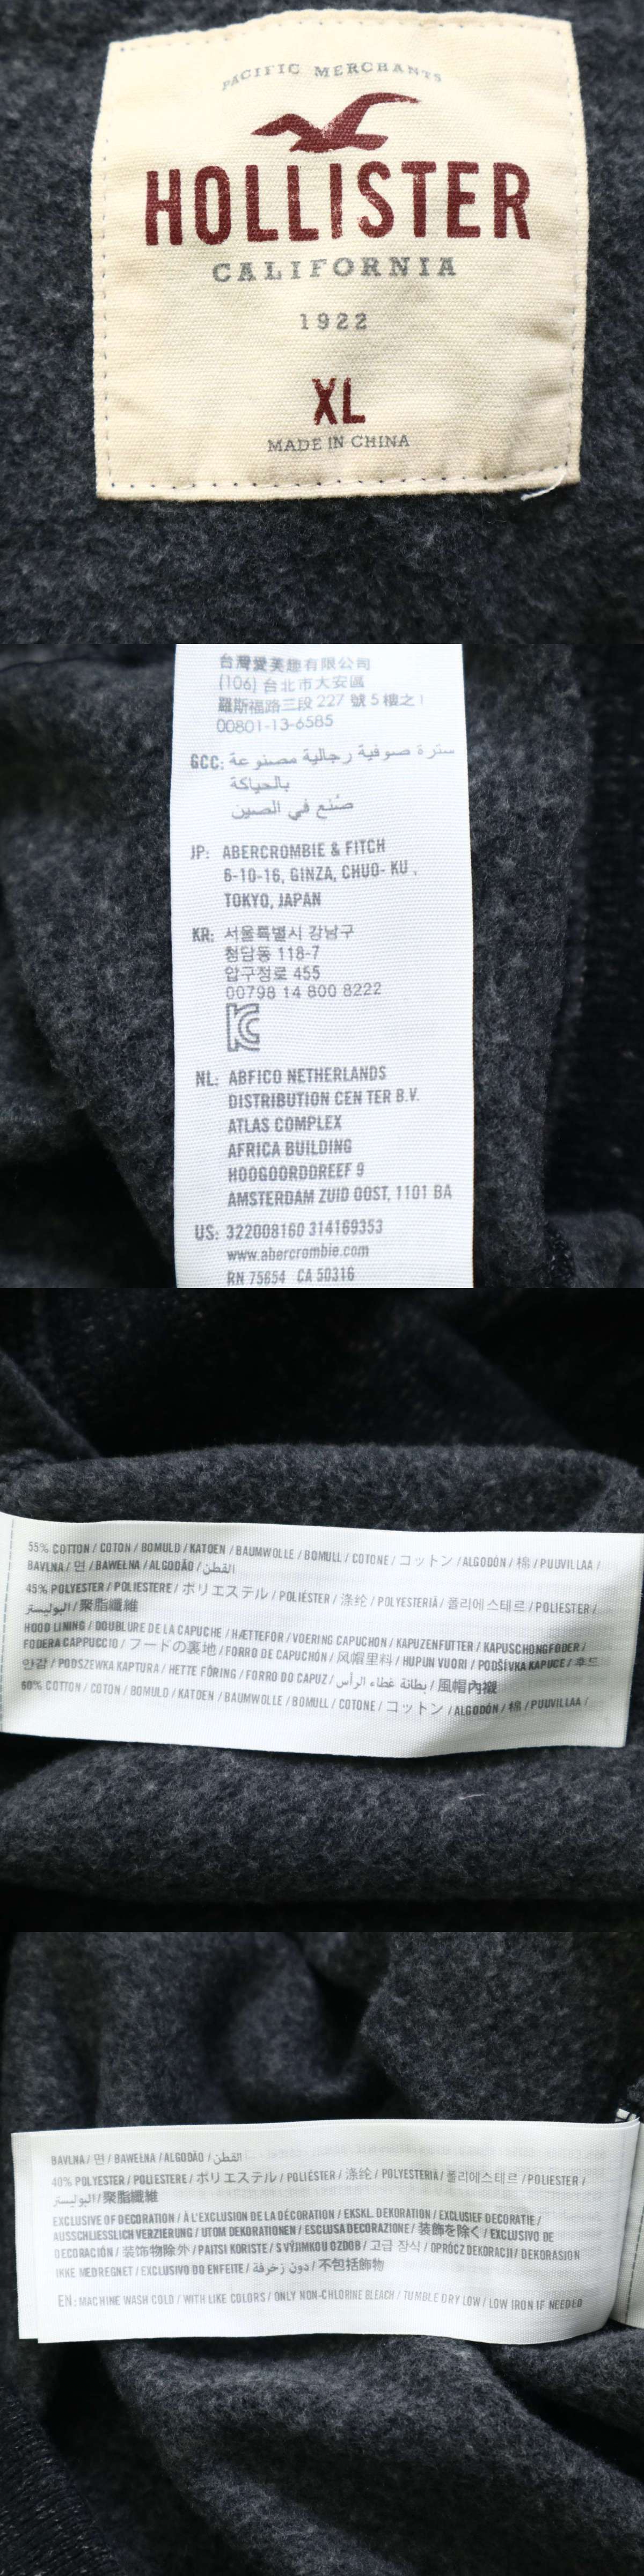 PACIFIC MERCHANTS
HOLLISTER
CALIFORNIA
1922
XL
MADE IN CHINA
台灣愛美趣有限公司
(106) 台北市大安區
羅斯福路三段 227 號 5 樓之1
00801-13-6585
GCC: سترة صوفية رجالية مصنوعة
بالحياكة
صُنع في الصين
JP: ABERCROMBIE & FITCH
6-10-16, GINZA, CHUO- KU ,
TOKYO, JAPAN
KR: 서울특별시 강남구
청담동 118-7
압구정로 455
00798 14 800 8222
NL: ABFICO NETHERLANDS
DISTRIBUTION CEN TER B.V.
ATLAS COMPLEX
AFRICA BUILDING
HOOGOORDDREEF 9
AMSTERDAM ZUID OOST, 1101 BA
US: 322008160 314169353
www.abercrombie.com
RN 75654 CA 50316
55% COTTON / COTON / BOMULD / KATOEN / BAUMWOLLE / BOMULL / COTONE / コットン / ALGODÓN / 棉 / PUUVILLAA /
BAVLNA / 면 / BAWEŁNA / ALGODÃO / القطن
45% POLYESTER / POLIESTERE / ポリエステル / POLIÉSTER / 涤纶 / POLYESTERIÄ / 폴리에스테르 / POLIESTER /
البوليستر / 聚脂纖維
HOOD LINING / DOUBLURE DE LA CAPUCHE / HÆTTEFOR / VOERING CAPUCHON / KAPUZENFUTTER / KAPUSCHONGFODER /
FODERA CAPPUCCIO / フードの裏地 / FORRO DE CAPUCHÓN / 风帽里料 / HUPUN VUORI / PODŠÍVKA KAPUCE / 후드
안감 / PODSZEWKA KAPTURA / HETTE FÔRING / FORRO DO CAPUZ / بطانة غطاء الرأس / 風帽內襯
60% COTTON / COTON / BOMULD / KATOEN / BAUMWOLLE / BOMULL / COTONE / コットン / ALGODÓN / 棉 / PUUVILLAA /
BAVLNA / 면 / BAWEŁNA / ALGODÃO / القطن
40% POLYESTER / POLIESTERE / ポリエステル / POLIÉSTER / 涤纶 / POLYESTERIÄ / 폴리에스테르 / POLIESTER /
البوليستر / 聚脂纖維
EXCLUSIVE OF DECORATION / À L'EXCLUSION DE LA DÉCORATION / EKSKL. DEKORATION / EXCLUSIEF DECORATIE /
AUSSCHLIESSLICH VERZIERUNG / UTOM DEKORATIONEN / ESCLUSA DECORAZIONE / 装飾を除く / EXCLUSIVO DE
DECORACIÓN / 装饰物除外 / PAITSI KORISTE / S VÝJIMKOU OZDOB / 고급 장식 / OPRÓCZ DEKORACJI / DEKORASJON
IKKE MEDREGNET / EXCLUSIVO DO ENFEITE / دون زخرفة / 不包括飾物
EN: MACHINE WASH COLD / WITH LIKE COLORS / ONLY NON-CHLORINE BLEACH / TUMBLE DRY LOW / LOW IRON IF NEEDED